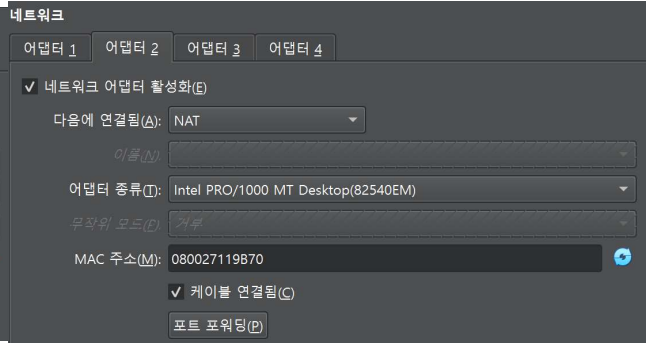 네트워크
어댑터 1 어댑터 2 어댑터 3 어댑터 4
네트워크 어댑터 활성화(E)
다음에 연결됨(A): NAT
이름(N):
어댑터 종류(T): Intel PRO/1000 MT Desktop(82540EM)
무작위 모드(P): 거부
MAC 주소(M): 080027119B70
케이블 연결됨(C)
포트 포워딩(P)